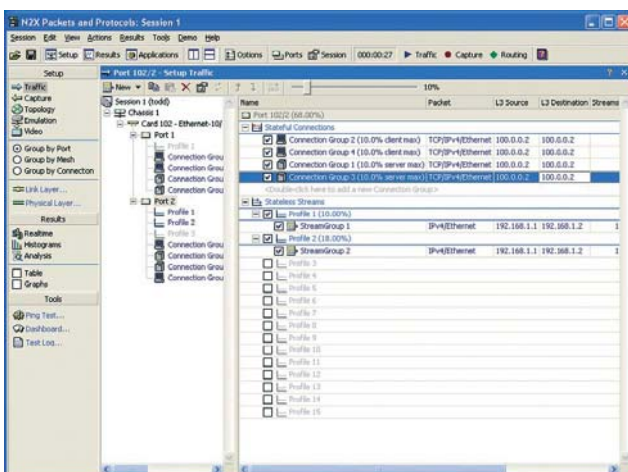 N2X Packets and Protocols: Session 1
Session Edit View Actions Results Tools Demo Help
Setup Results Applications Options Ports Session 000:00:27 Traffic Capture Routing
Setup
Traffic
Capture
Topology
Emulation
Video
Group by Port
Group by Mesh
Group by Connection
Link Layer...
Physical Layer...
Results
Realtime
Histograms
Analysis
Table
Graphs
Tools
Ping Test...
Dashboard...
Test Log...
Port 102/2 - Setup Traffic
New
10%
Session 1 (todd)
Chassis 1
Card 102 - Ethernet-10/
Port 1
Profile 1
Connection Grou
Connection Grou
Connection Grou
Connection Grou
Port 2
Profile 1
Profile 2
Profile 3
Connection Grou
Connection Grou
Connection Grou
Connection Grou
Name Packet L3 Source L3 Destination Streams
Port 102/2 (68.00%)
Stateful Connections
Connection Group 2 (10.0% client max) TCP/IPv4/Ethernet 100.0.0.2 100.0.0.2
Connection Group 4 (10.0% client max) TCP/IPv4/Ethernet 100.0.0.2 100.0.0.2
Connection Group 1 (10.0% server max) TCP/IPv4/Ethernet 100.0.0.2 100.0.0.2
Connection Group 3 (10.0% server max) TCP/IPv4/Ethernet 100.0.0.2 100.0.0.2
<Double-click here to add a new Connection Group>
Stateless Streams
Profile 1 (10.00%)
StreamGroup 1 IPv4/Ethernet 192.168.1.1 192.168.1.2 1
Profile 2 (18.00%)
StreamGroup 2 IPv4/Ethernet 192.168.1.1 192.168.1.2 1
Profile 3
Profile 4
Profile 5
Profile 6
Profile 7
Profile 8
Profile 9
Profile 10
Profile 11
Profile 12
Profile 13
Profile 14
Profile 15